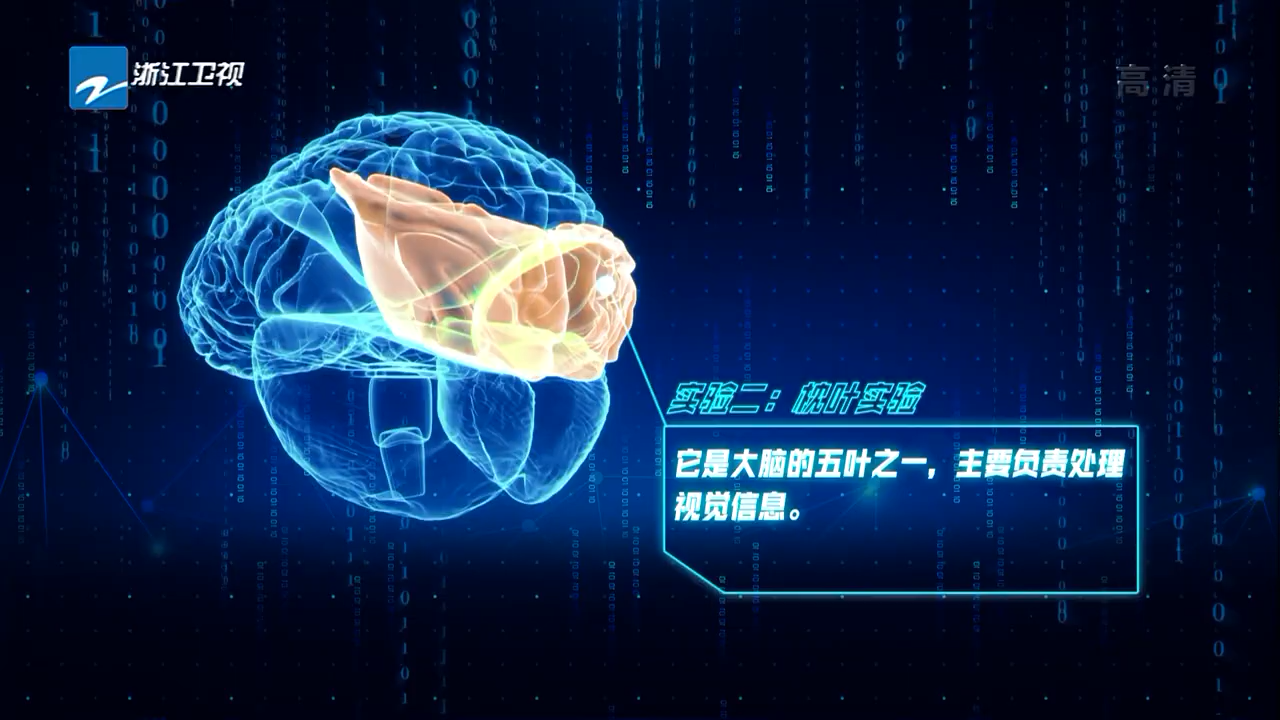 浙江卫视
高清
实验二：枕叶实验
它是大脑的五叶之一，主要负责处理
视觉信息。